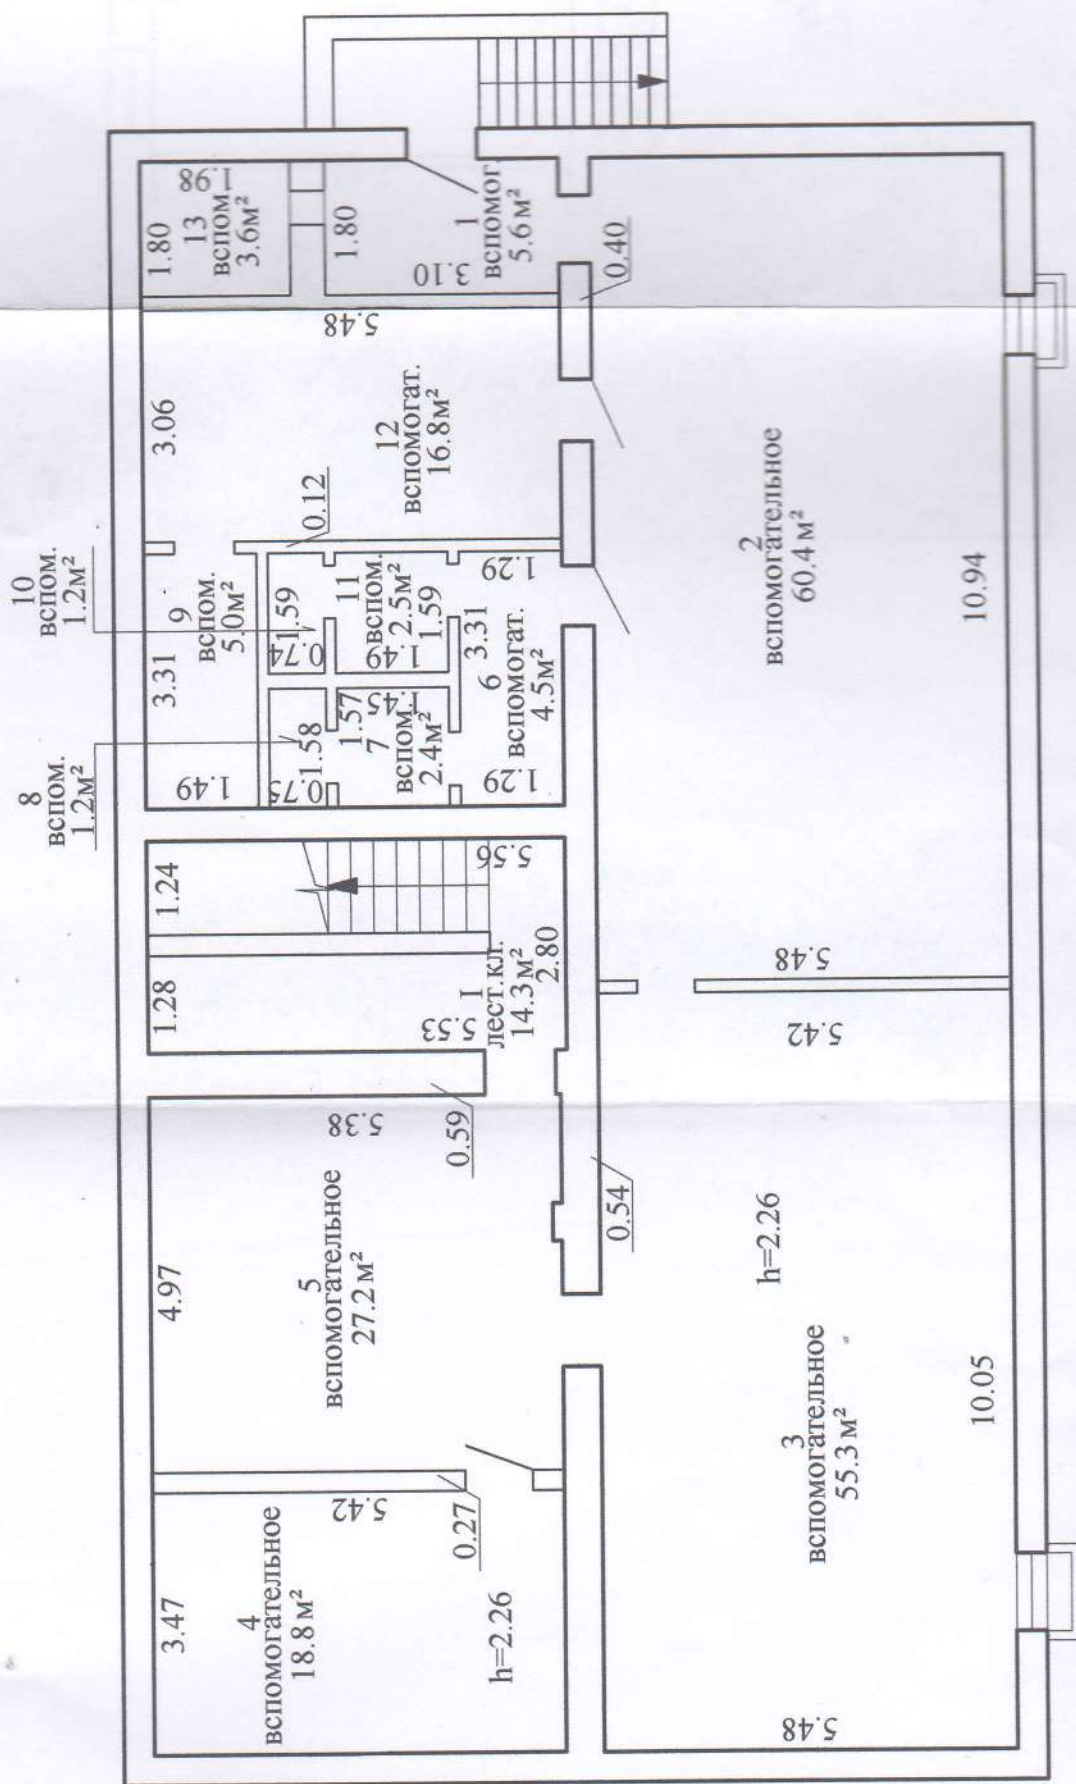 10
вспом.
1.2м²
8
вспом.
1.2м²
1.80
1.98
13
вспом.
3.6м²
1.80
3.10
1
вспомог.
5.6м²
0.40
5.48
3.06
12
вспомогат.
16.8м²
0.12
9
вспом.
5.0м²
3.31
1.49
1.59
0.74
11
вспом.
2.5м²
1.59
1.49
1.29
3.31
6
вспомогат.
4.5м²
1.29
1.45
1.57
7
вспом.
2.4м²
1.58
0.75
2
вспомогательное
60.4м²
10.94
5.48
1.24
5.56
1.28
I
лест.кл.
14.3м²
2.80
5.53
5.42
5.38
0.59
0.54
4.97
5
вспомогательное
27.2м²
h=2.26
3
вспомогательное
55.3м²
10.05
5.48
3.47
5.42
0.27
4
вспомогательное
18.8м²
h=2.26